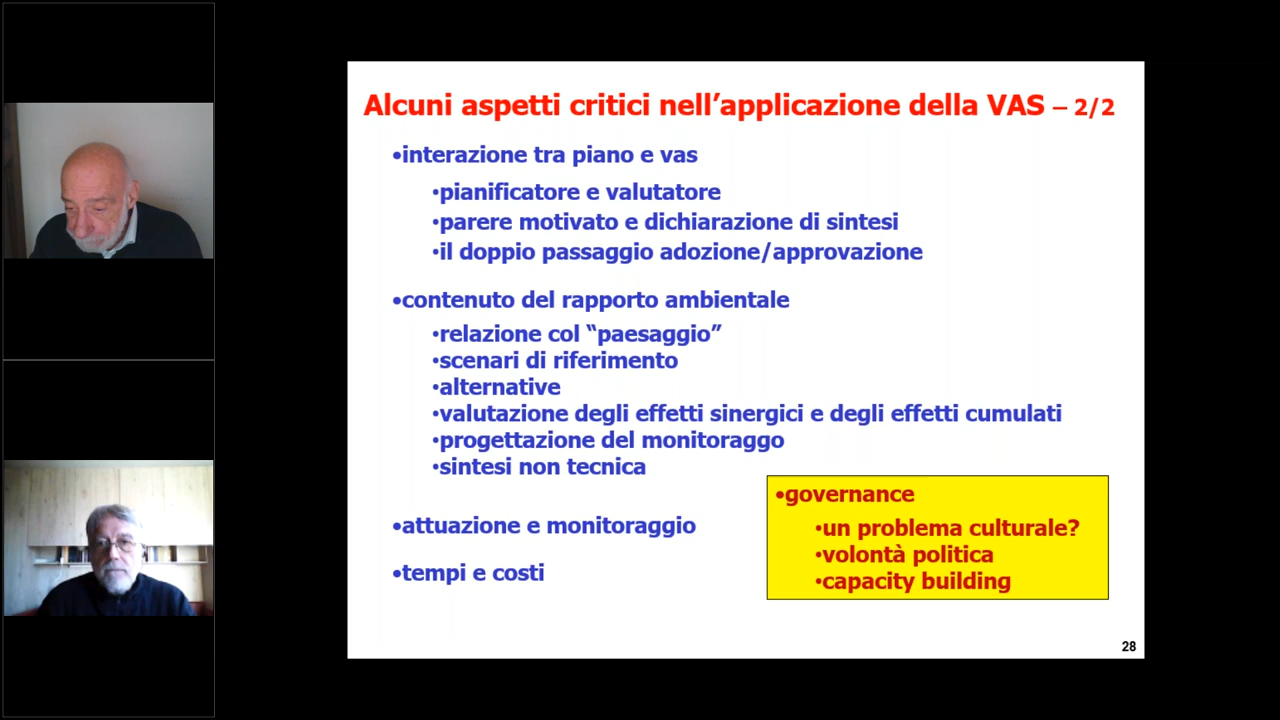 Alcuni aspetti critici nell’applicazione della VAS – 2/2
•interazione tra piano e vas
•pianificatore e valutatore
•parere motivato e dichiarazione di sintesi
•il doppio passaggio adozione/approvazione
•contenuto del rapporto ambientale
•relazione col “paesaggio”
•scenari di riferimento
•alternative
•valutazione degli effetti sinergici e degli effetti cumulati
•progettazione del monitoraggo
•sintesi non tecnica
•attuazione e monitoraggio
•tempi e costi
•governance
•un problema culturale?
•volontà politica
•capacity building
28